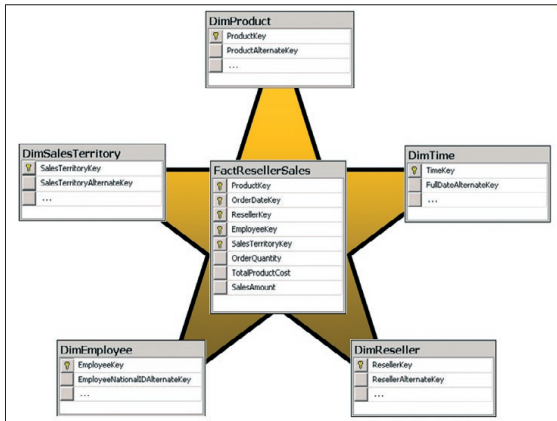 DimProduct
ProductKey
ProductAlternateKey
...
DimSalesTerritory
SalesTerritoryKey
SalesTerritoryAlternateKey
...
FactResellerSales
ProductKey
OrderDateKey
ResellerKey
EmployeeKey
SalesTerritoryKey
OrderQuantity
TotalProductCost
SalesAmount
DimTime
TimeKey
FullDateAlternateKey
...
DimEmployee
EmployeeKey
EmployeeNationalIDAlternateKey
...
DimReseller
ResellerKey
ResellerAlternateKey
...